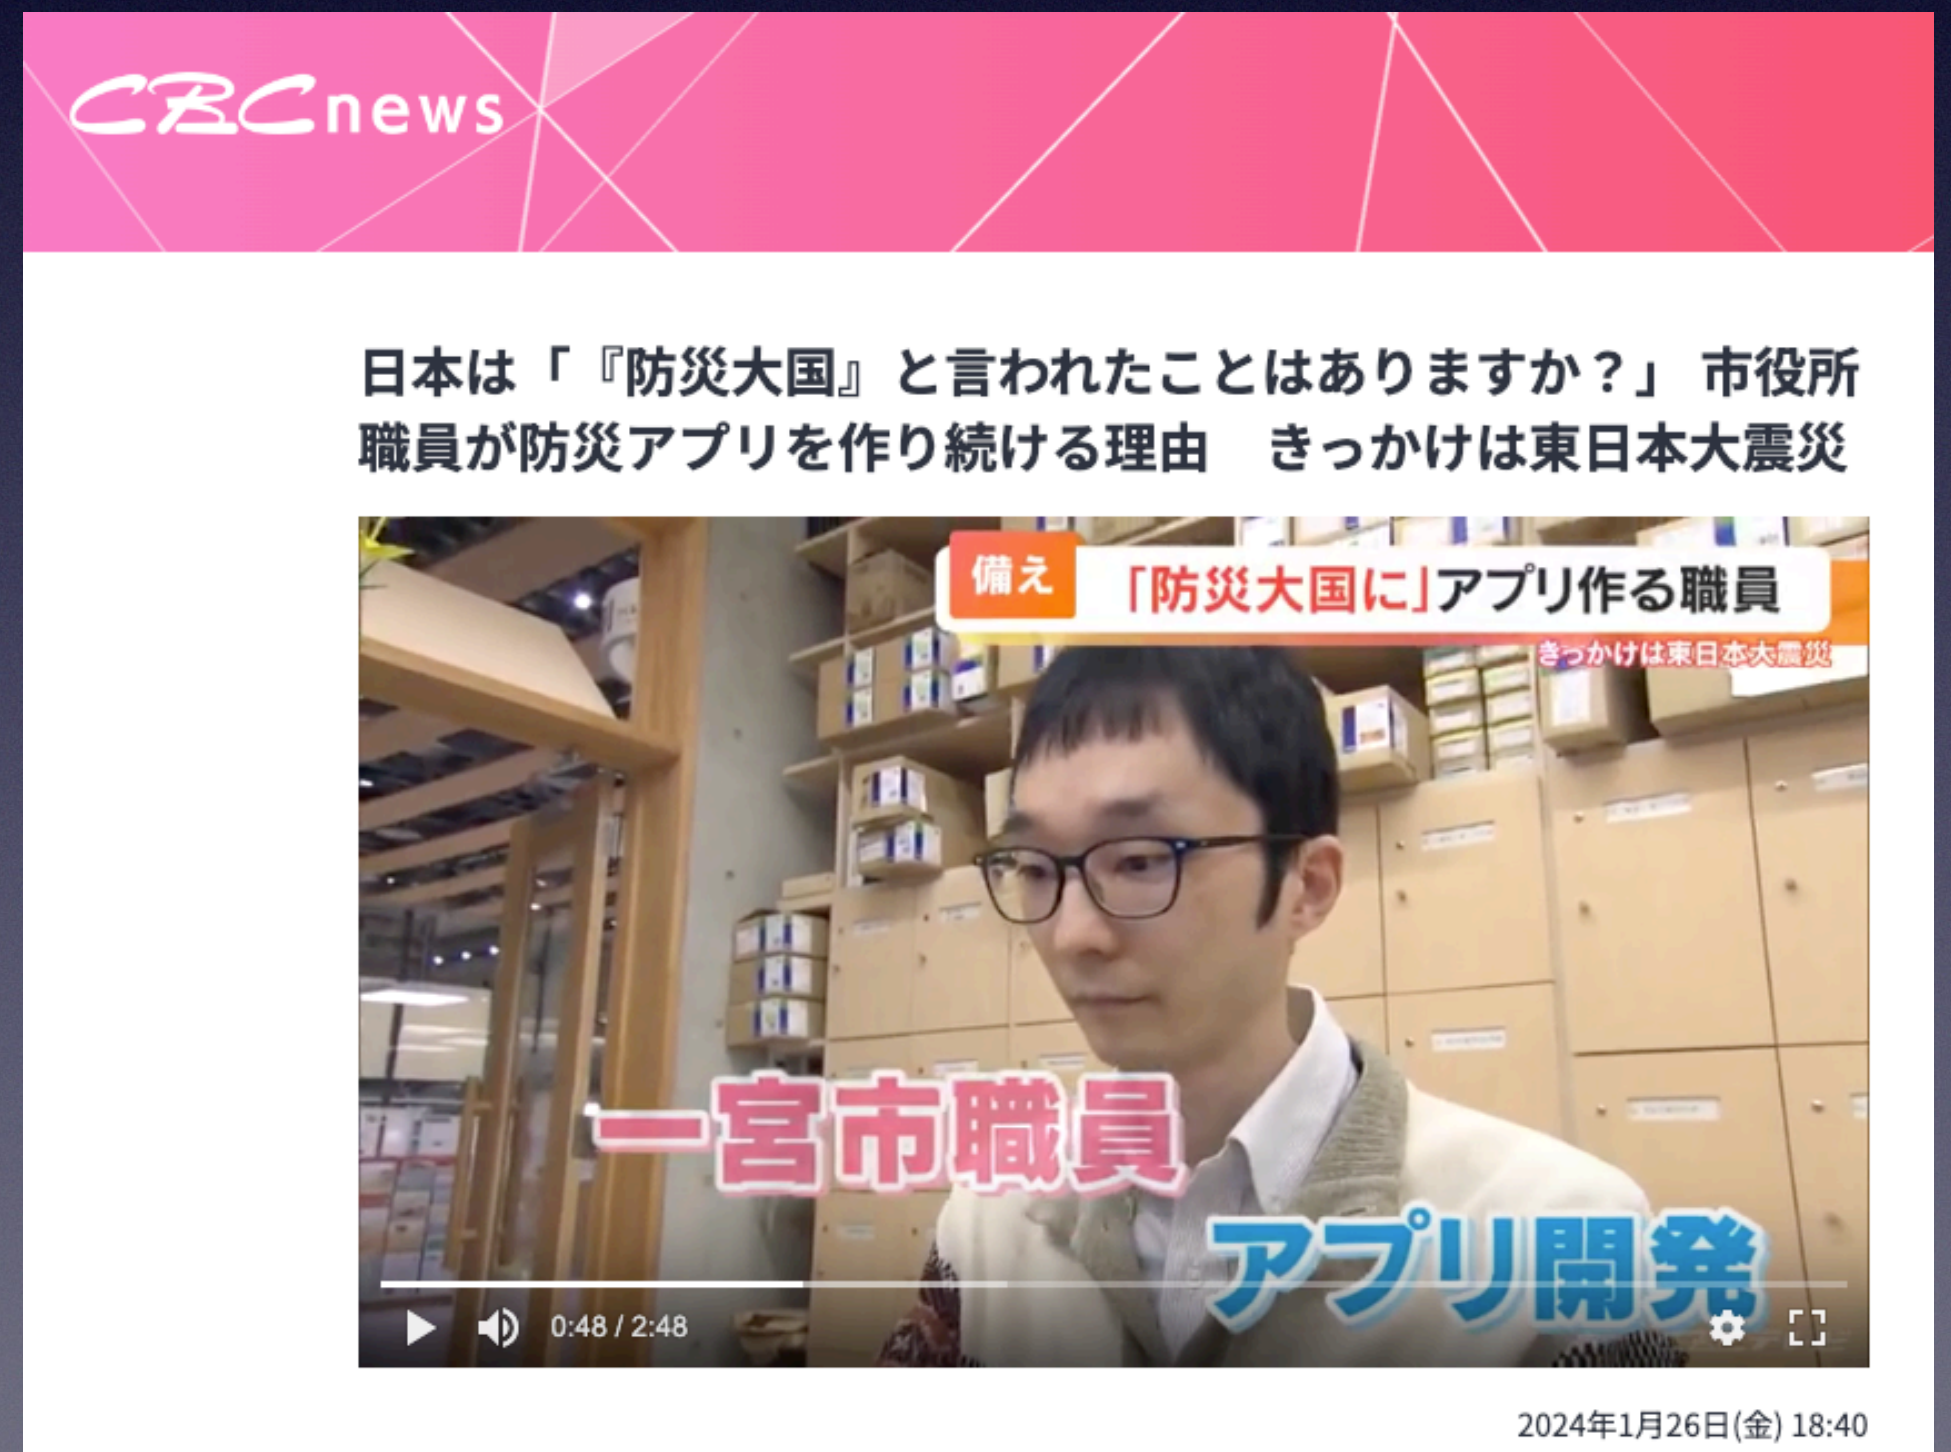 CBCnews
日本は「『防災大国』と言われたことはありますか？」 市役所
職員が防災アプリを作り続ける理由　きっかけは東日本大震災
備え
「防災大国に」アプリ作る職員
きっかけは東日本大震災
一宮市職員
アプリ開発
0:48 / 2:48
2024年1月26日(金) 18:40